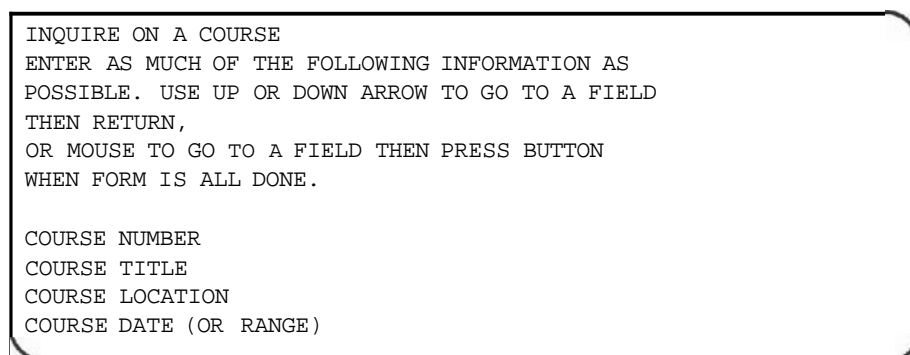 INQUIRE ON A COURSE
ENTER AS MUCH OF THE FOLLOWING INFORMATION AS
POSSIBLE. USE UP OR DOWN ARROW TO GO TO A FIELD
THEN RETURN,
OR MOUSE TO GO TO A FIELD THEN PRESS BUTTON
WHEN FORM IS ALL DONE.
COURSE NUMBER
COURSE TITLE
COURSE LOCATION
COURSE DATE (OR RANGE)